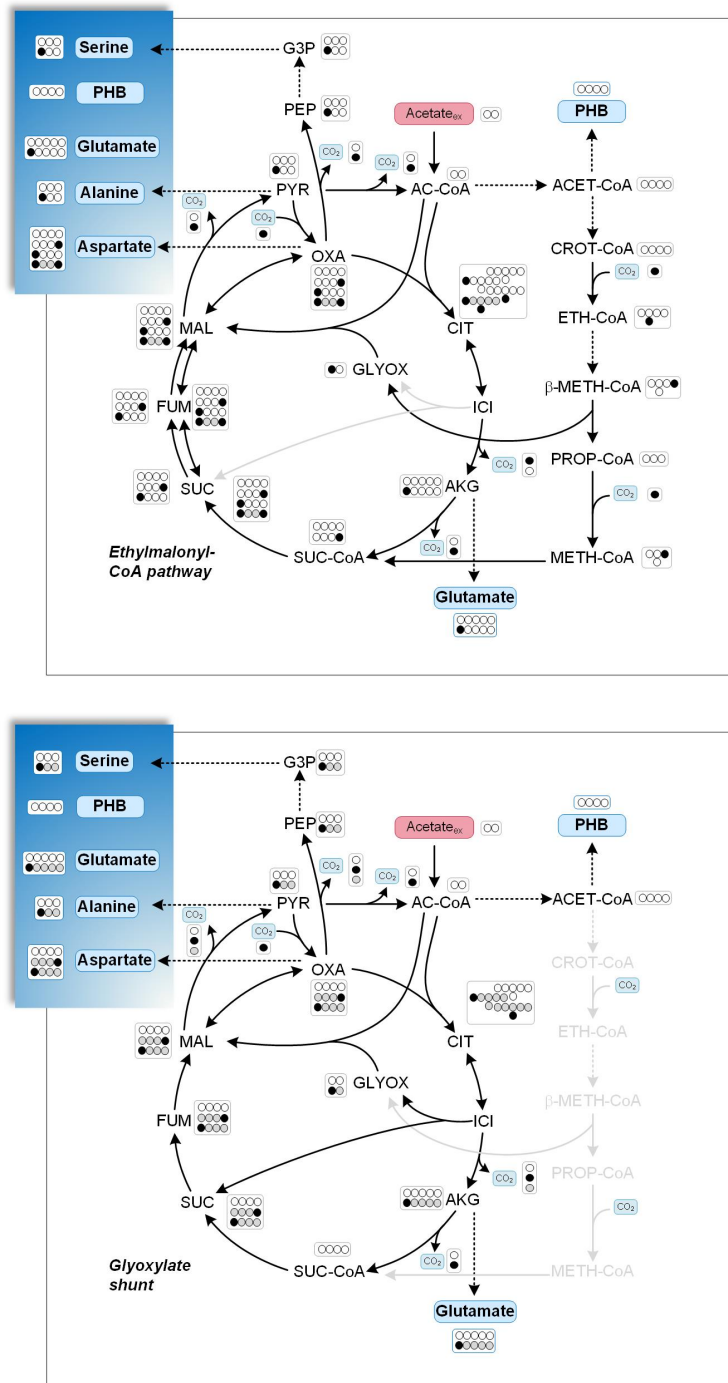 Serine
G3P
PHB
PEP
Acetateex
PHB
Glutamate
CO2
CO2
Alanine
PYR
AC-CoA
ACET-CoA
CO2
CO2
Aspartate
OXA
CROT-CoA
CO2
MAL
CIT
ETH-CoA
GLYOX
β-METH-CoA
FUM
ICI
PROP-CoA
CO2
SUC
AKG
CO2
CO2
Ethylmalonyl-
CoA pathway
SUC-CoA
METH-CoA
Glutamate
Serine
G3P
PHB
PEP
Acetateex
PHB
Glutamate
CO2
CO2
Alanine
PYR
AC-CoA
ACET-CoA
CO2
CO2
Aspartate
OXA
CROT-CoA
CO2
MAL
CIT
ETH-CoA
GLYOX
β-METH-CoA
FUM
ICI
CO2
PROP-CoA
SUC
AKG
CO2
CO2
Glyoxylate
shunt
SUC-CoA
METH-CoA
Glutamate